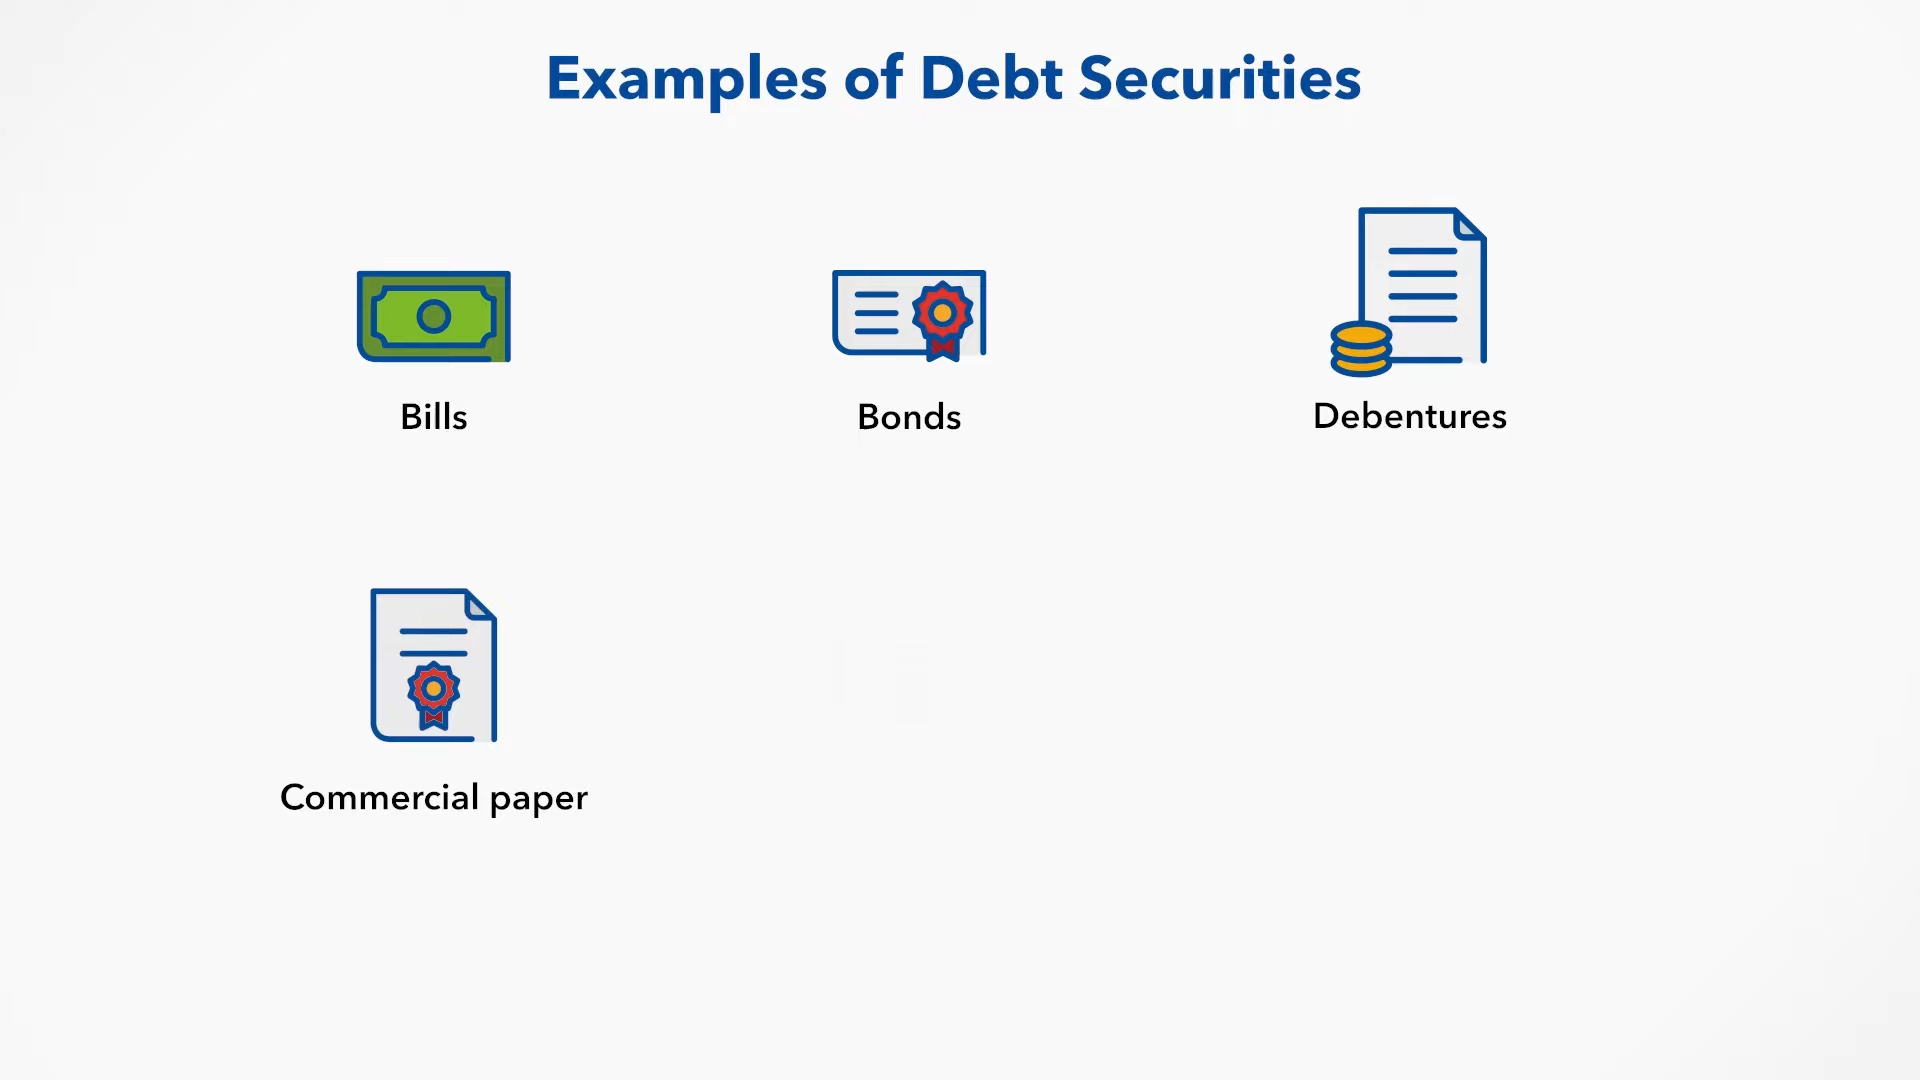 Examples of Debt Securities
Bills
Bonds
Debentures
Commercial paper